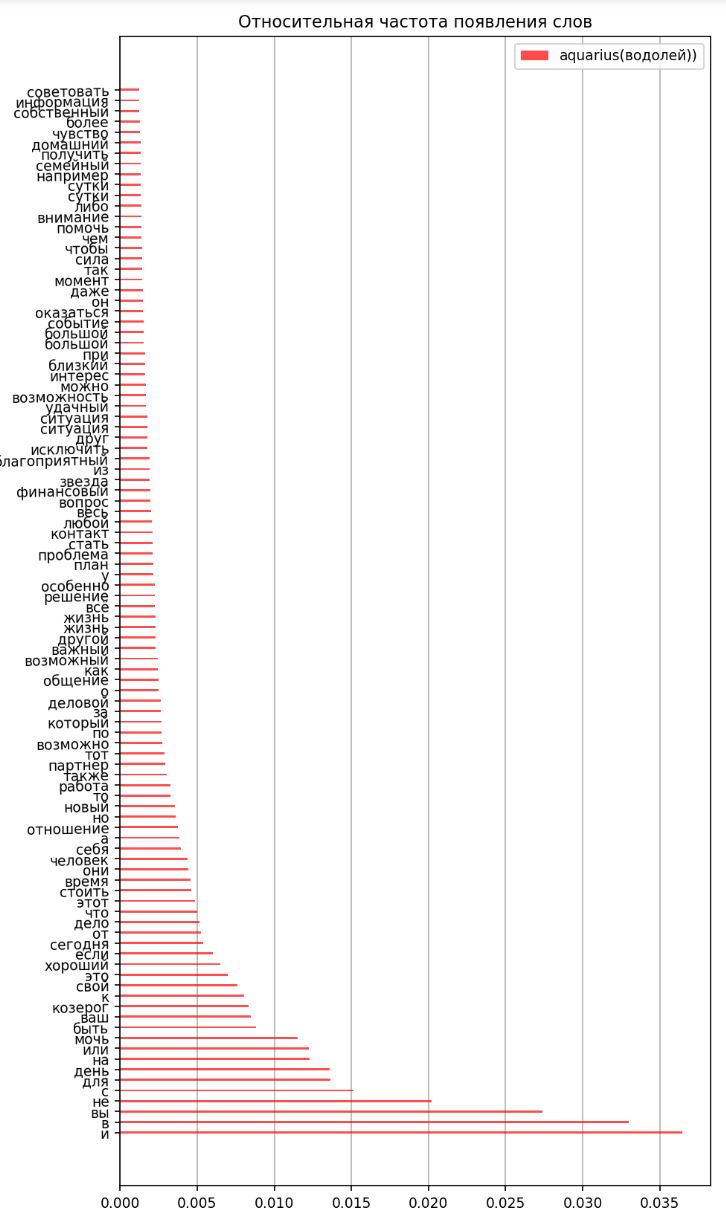 Относительная частота появления слов
aquarius(водолей))
советовать
информация
собственный
более
чувство
домашний
получить
семейный
например
сутки
сутки
либо
внимание
помочь
чем
чтобы
сила
так
момент
даже
он
оказаться
событие
большой
большой
при
близкий
интерес
можно
возможность
удачный
ситуация
ситуация
друг
исключить
благоприятный
из
звезда
финансовый
вопрос
весь
любой
контакт
стать
проблема
план
у
особенно
решение
все
жизнь
жизнь
другой
важный
возможный
как
общение
о
деловой
за
который
по
возможно
тот
партнер
также
работа
то
новый
но
отношение
а
себя
человек
они
время
стоить
этот
что
дело
от
сегодня
если
хороший
это
свой
к
козерог
ваш
быть
мочь
или
на
день
для
с
не
вы
в
и
0.000 0.005 0.010 0.015 0.020 0.025 0.030 0.035